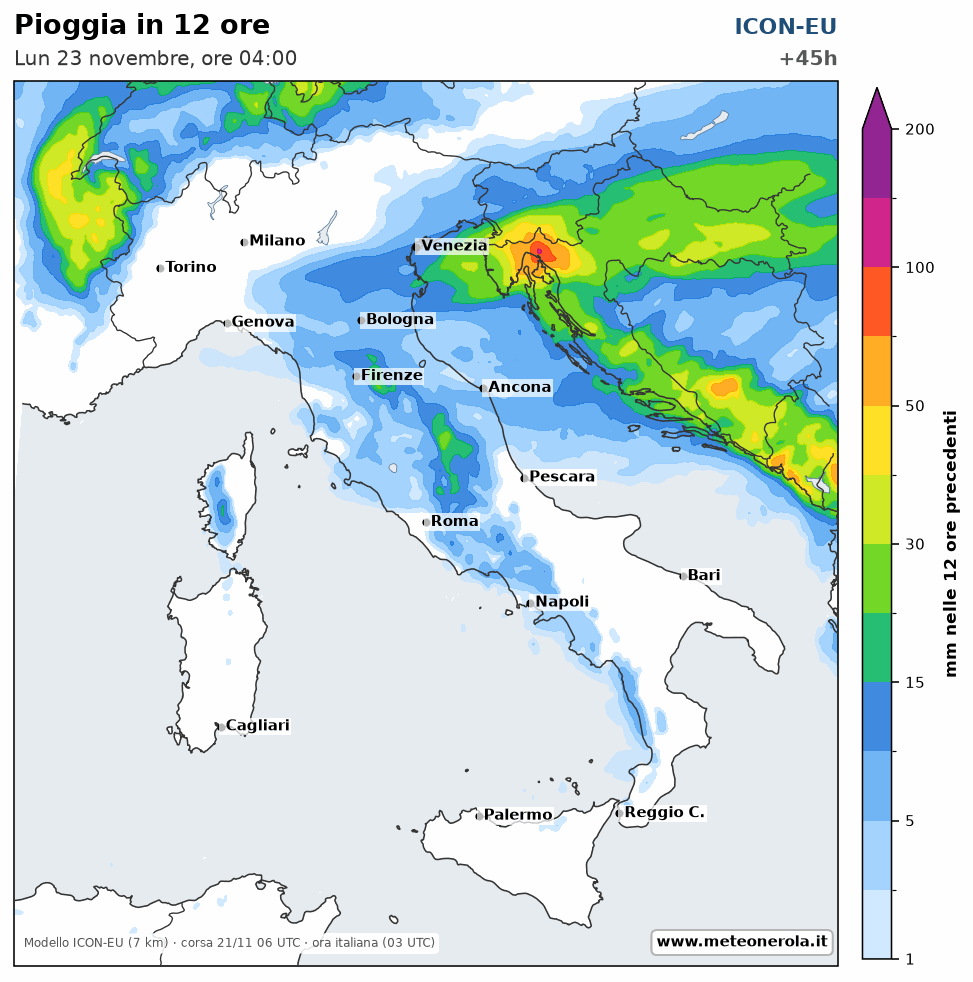 Pioggia in 12 ore
ICON-EU
Lun 23 novembre, ore 04:00
+45h
200
100
50
30
15
5
1
mm nelle 12 ore precedenti
Milano
Venezia
Torino
Genova
Bologna
Firenze
Ancona
Pescara
Roma
Bari
Napoli
Cagliari
Palermo
Reggio C.
Modello ICON-EU (7 km) · corsa 21/11 06 UTC · ora italiana (03 UTC)
www.meteonerola.it